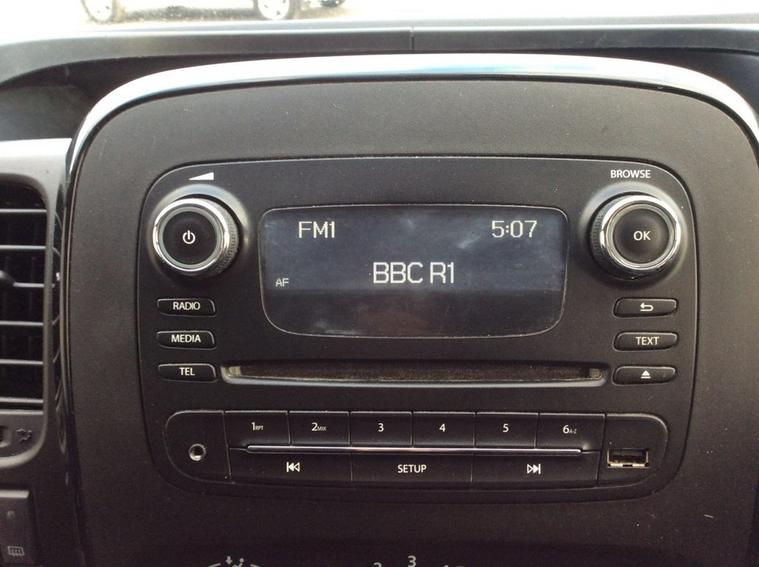 BROWSE
FM1 5:07
OK
AF BBC R1
RADIO
MEDIA TEXT
TEL
1RPT 2MIX 3 4 5 6A-Z
SETUP
2 3